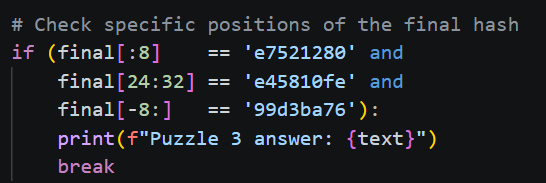 # Check specific positions of the final hash
if (final[:8]    == 'e7521280' and
    final[24:32] == 'e45810fe' and
    final[-8:]   == '99d3ba76'):
    print(f"Puzzle 3 answer: {text}")
    break